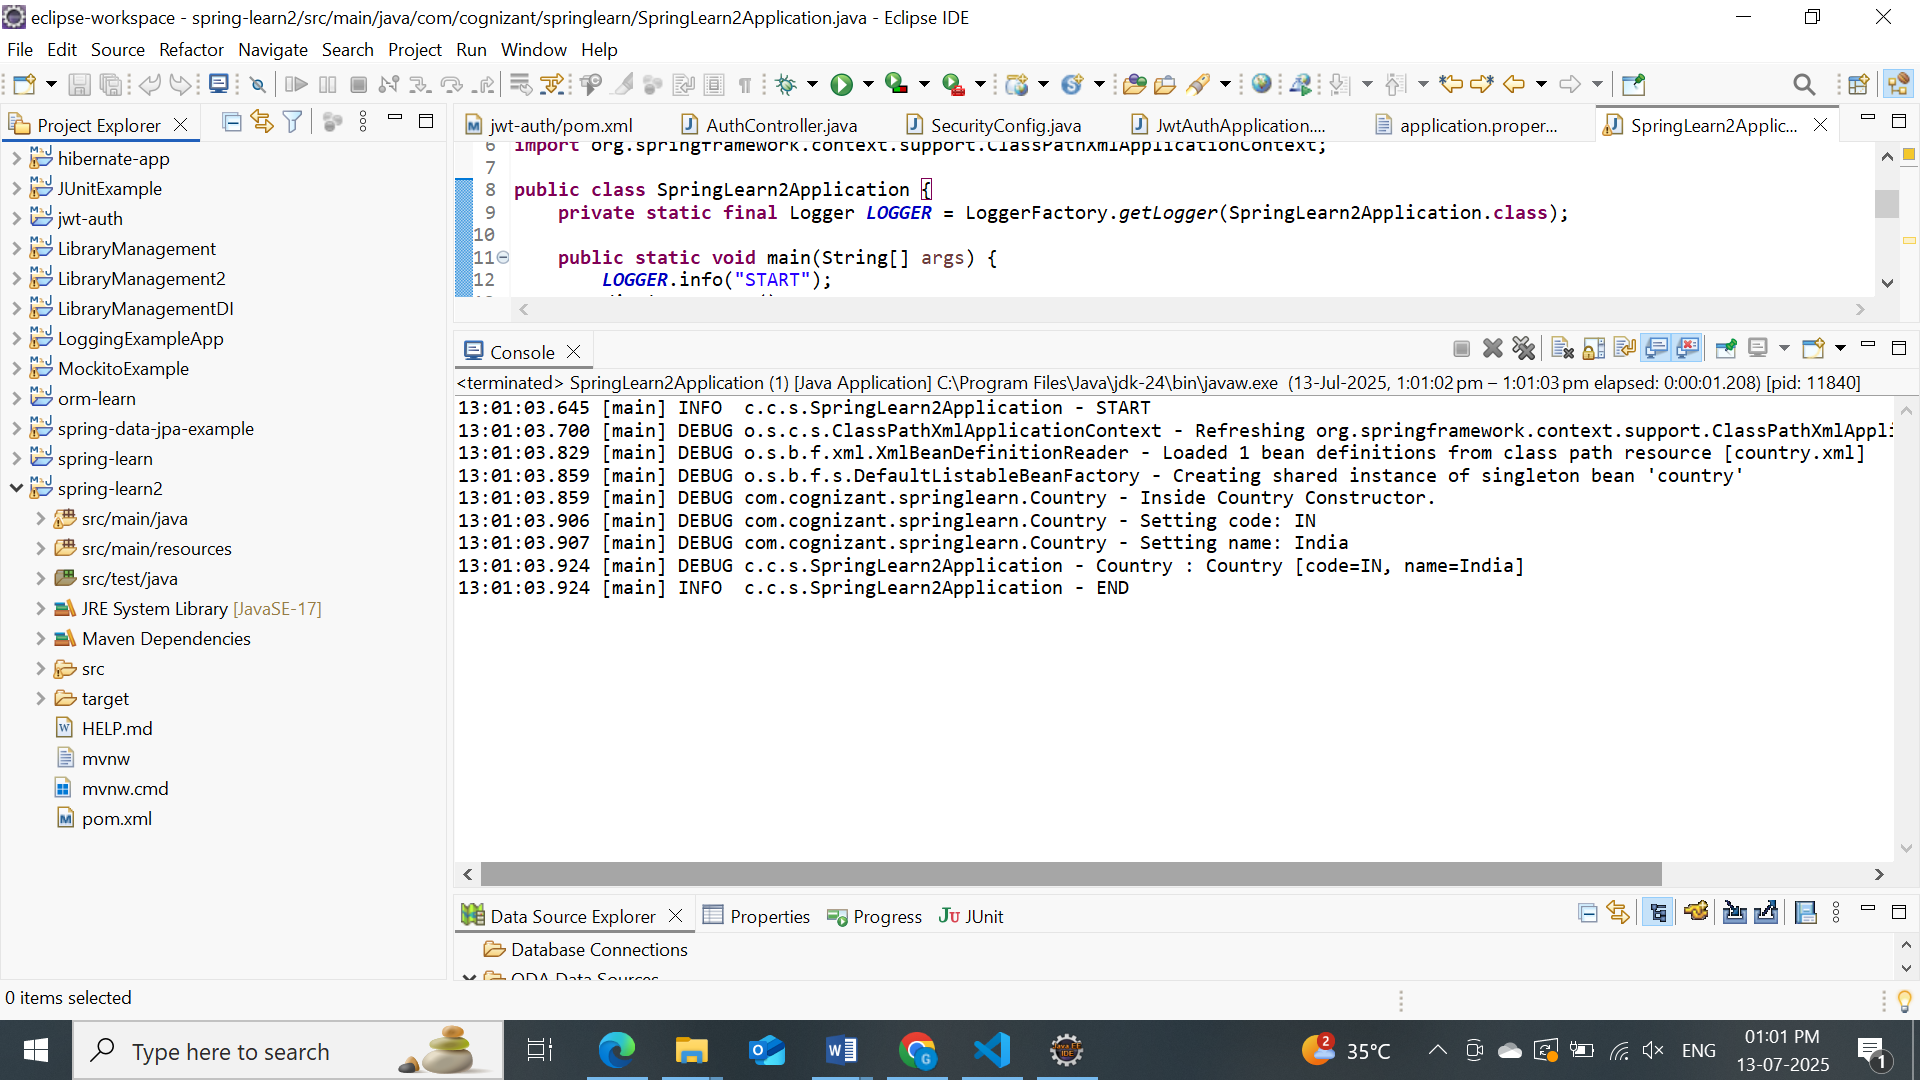 eclipse-workspace - spring-learn2/src/main/java/com/cognizant/springlearn/SpringLearn2Application.java - Eclipse IDE
File Edit Source Refactor Navigate Search Project Run Window Help
Project Explorer
hibernate-app
JUnitExample
jwt-auth
LibraryManagement
LibraryManagement2
LibraryManagementDI
LoggingExampleApp
MockitoExample
orm-learn
spring-data-jpa-example
spring-learn
spring-learn2
src/main/java
src/main/resources
src/test/java
JRE System Library [JavaSE-17]
Maven Dependencies
src
target
HELP.md
mvnw
mvnw.cmd
pom.xml
jwt-auth/pom.xml AuthController.java SecurityConfig.java JwtAuthApplication.... application.proper... SpringLearn2Applic...
6 import org.springframework.context.support.ClassPathXmlApplicationContext;
7
8 public class SpringLearn2Application {
9 private static final Logger LOGGER = LoggerFactory.getLogger(SpringLearn2Application.class);
10
11 public static void main(String[] args) {
12 LOGGER.info("START");
Console
<terminated> SpringLearn2Application (1) [Java Application] C:\Program Files\Java\jdk-24\bin\javaw.exe (13-Jul-2025, 1:01:02 pm – 1:01:03 pm elapsed: 0:00:01.208) [pid: 11840]
13:01:03.645 [main] INFO  c.c.s.SpringLearn2Application - START
13:01:03.700 [main] DEBUG o.s.c.s.ClassPathXmlApplicationContext - Refreshing org.springframework.context.support.ClassPathXmlAppli
13:01:03.829 [main] DEBUG o.s.b.f.xml.XmlBeanDefinitionReader - Loaded 1 bean definitions from class path resource [country.xml]
13:01:03.859 [main] DEBUG o.s.b.f.s.DefaultListableBeanFactory - Creating shared instance of singleton bean 'country'
13:01:03.859 [main] DEBUG com.cognizant.springlearn.Country - Inside Country Constructor.
13:01:03.906 [main] DEBUG com.cognizant.springlearn.Country - Setting code: IN
13:01:03.907 [main] DEBUG com.cognizant.springlearn.Country - Setting name: India
13:01:03.924 [main] DEBUG c.c.s.SpringLearn2Application - Country : Country [code=IN, name=India]
13:01:03.924 [main] INFO  c.c.s.SpringLearn2Application - END
Data Source Explorer Properties Progress JUnit
Database Connections
ODA Data Sources
0 items selected
Type here to search
2 35°C ENG
01:01 PM
13-07-2025
1